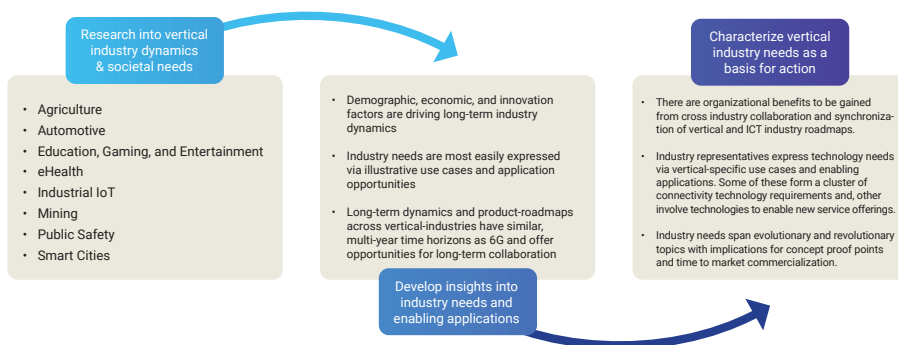 Research into vertical
industry dynamics
& societal needs
• Agriculture
• Automotive
• Education, Gaming, and Entertainment
• eHealth
• Industrial IoT
• Mining
• Public Safety
• Smart Cities
• Demographic, economic, and innovation
factors are driving long-term industry
dynamics
• Industry needs are most easily expressed
via illustrative use cases and application
opportunities
• Long-term dynamics and product-roadmaps
across vertical-industries have similar,
multi-year time horizons as 6G and offer
opportunities for long-term collaboration
Develop insights into
industry needs and
enabling applications
Characterize vertical
industry needs as a
basis for action
• There are organizational benefits to be gained
from cross industry collaboration and synchroniza-
tion of vertical and ICT industry roadmaps.
• Industry representatives express technology needs
via vertical-specific use cases and enabling
applications. Some of these form a cluster of
connectivity technology requirements and, other
involve technologies to enable new service offerings.
• Industry needs span evolutionary and revolutionary
topics with implications for concept proof points
and time to market commercialization.